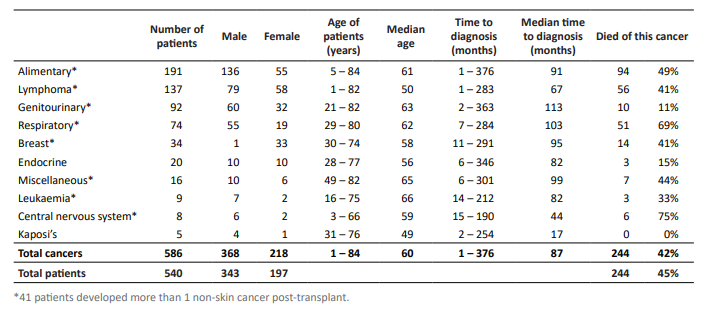 Number of patients Male Female Age of patients (years) Median age Time to diagnosis (months) Median time to diagnosis (months) Died of this cancer
Alimentary* 191 136 55 5 – 84 61 1 – 376 91 94 49%
Lymphoma* 137 79 58 1 – 82 50 1 – 283 67 56 41%
Genitourinary* 92 60 32 21 – 82 63 2 – 363 113 10 11%
Respiratory* 74 55 19 29 – 80 62 7 – 284 103 51 69%
Breast* 34 1 33 30 – 74 58 11 – 291 95 14 41%
Endocrine 20 10 10 28 – 77 56 6 – 346 82 3 15%
Miscellaneous* 16 10 6 49 – 82 65 6 – 301 99 7 44%
Leukaemia* 9 7 2 16 – 75 66 14 – 212 82 3 33%
Central nervous system* 8 6 2 3 – 66 59 15 – 190 44 6 75%
Kaposi's 5 4 1 31 – 76 49 2 – 254 17 0 0%
Total cancers 586 368 218 1 – 84 60 1 – 376 87 244 42%
Total patients 540 343 197 244 45%
*41 patients developed more than 1 non-skin cancer post-transplant.